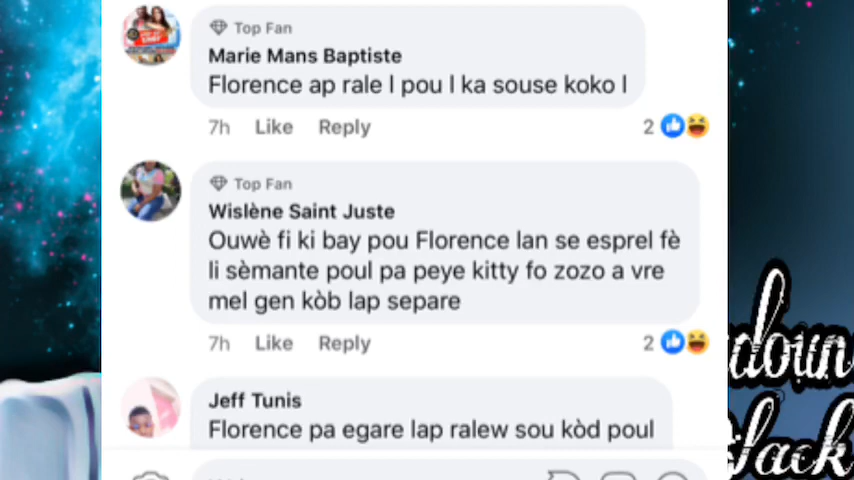 Top Fan
Marie Mans Baptiste
Florence ap rale l pou l ka souse koko l
7h Like Reply 2
Top Fan
Wislène Saint Juste
Ouwè fi ki bay pou Florence lan se esprel fè
li sèmante poul pa peye kitty fo zozo a vre
mel gen kòb lap separe
7h Like Reply 2
Jeff Tunis
Florence pa egare lap ralew sou kòd poul